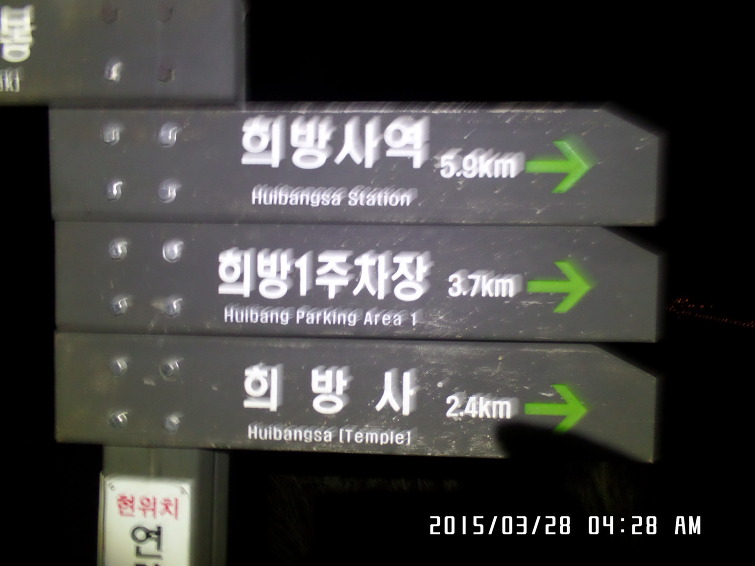 희방사역 5.9km
Huibangsa Station
희방1주차장 3.7km
Huibang Parking Area 1
희방사 2.4km
Huibangsa [Temple]
현위치
연
2015/03/28 04:28 AM